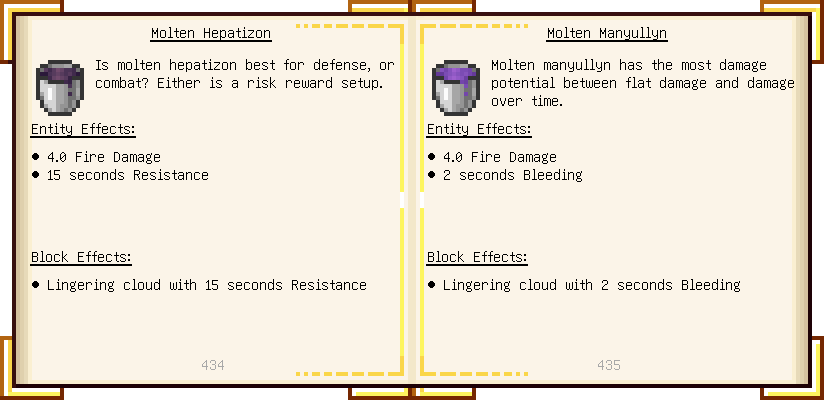 Molten Hepatizon
Is molten hepatizon best for defense, or
combat? Either is a risk reward setup.
Entity Effects:
● 4.0 Fire Damage
● 15 seconds Resistance
Block Effects:
● Lingering cloud with 15 seconds Resistance
434
Molten Manyullyn
Molten manyullyn has the most damage
potential between flat damage and damage
over time.
Entity Effects:
● 4.0 Fire Damage
● 2 seconds Bleeding
Block Effects:
● Lingering cloud with 2 seconds Bleeding
435